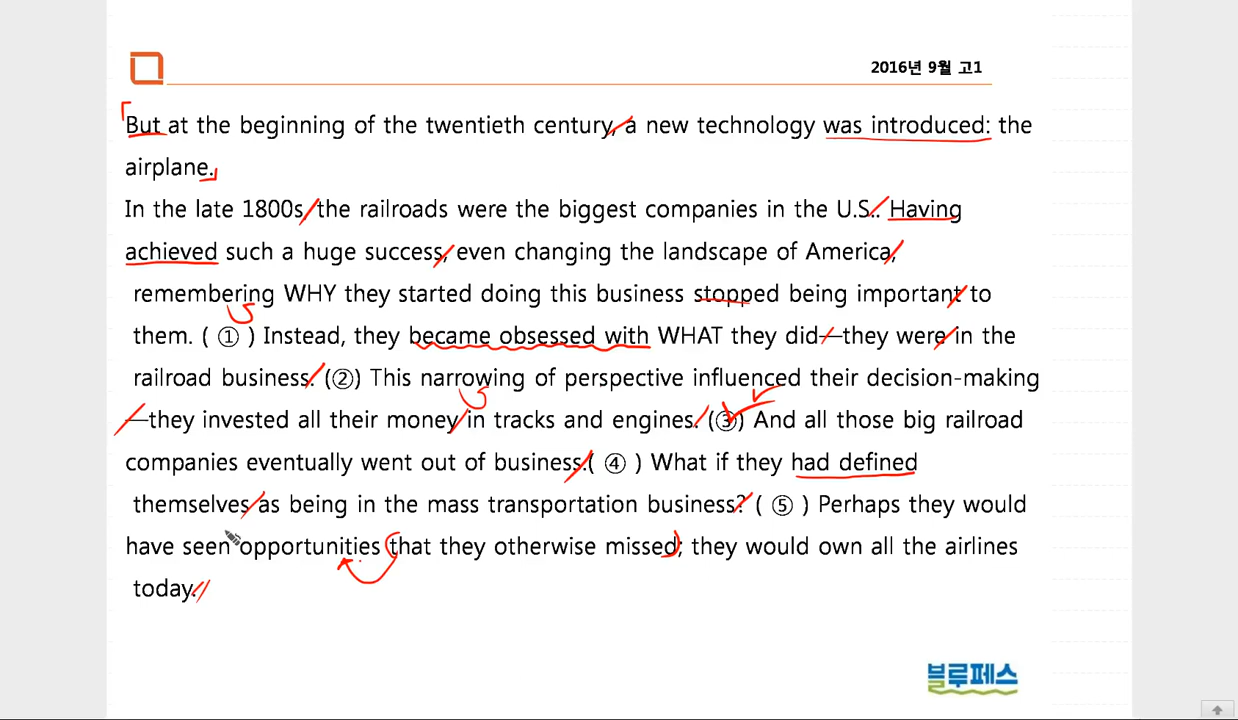 2016년 9월 고1
But at the beginning of the twentieth century, a new technology was introduced: the
airplane.
In the late 1800s, the railroads were the biggest companies in the U.S.. Having
achieved such a huge success, even changing the landscape of America,
remembering WHY they started doing this business stopped being important to
them. ( ① ) Instead, they became obsessed with WHAT they did—they were in the
railroad business. (②) This narrowing of perspective influenced their decision-making
—they invested all their money in tracks and engines. (③) And all those big railroad
companies eventually went out of business.( ④ ) What if they had defined
themselves as being in the mass transportation business? ( ⑤ ) Perhaps they would
have seen opportunities that they otherwise missed; they would own all the airlines
today.
블루페스